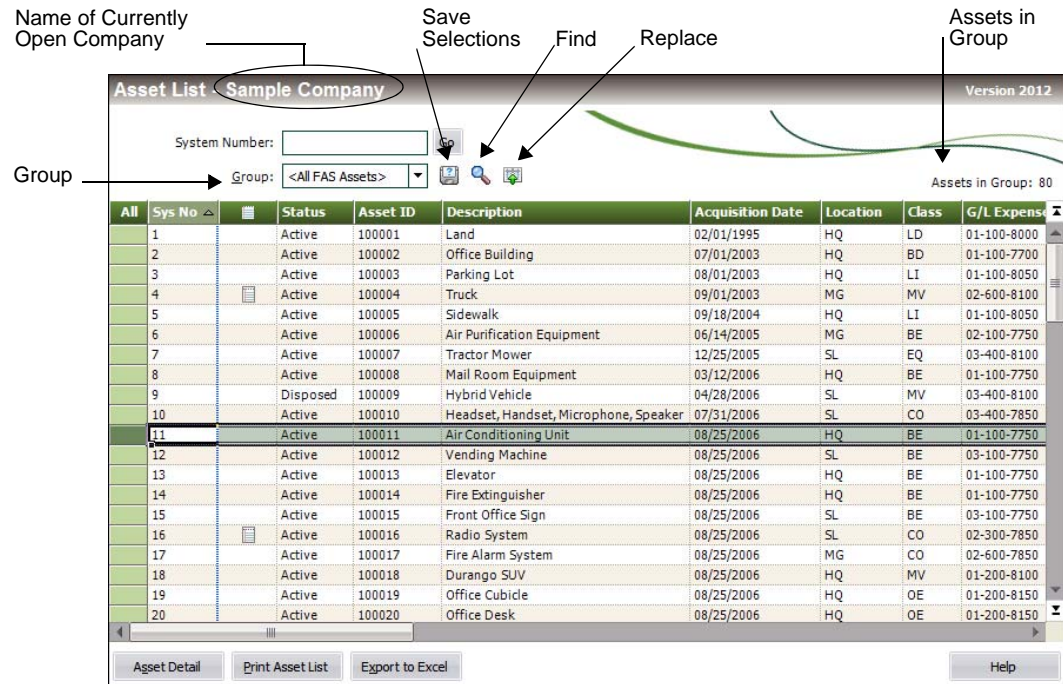 Name of Currently
Open Company
Save
Selections
Find
Replace
Assets in
Group
Asset List - Sample Company
Version 2012
System Number:
Go
Group
Group: <All FAS Assets>
Assets in Group: 80
All Sys No Status Asset ID Description Acquisition Date Location Class G/L Expense
1 Active 100001 Land 02/01/1995 HQ LD 01-100-8000
2 Active 100002 Office Building 07/01/2003 HQ BD 01-100-7700
3 Active 100003 Parking Lot 08/01/2003 HQ LI 01-100-8050
4 Active 100004 Truck 09/01/2003 MG MV 02-600-8100
5 Active 100005 Sidewalk 09/18/2004 HQ LI 01-100-8050
6 Active 100006 Air Purification Equipment 06/14/2005 MG BE 02-100-7750
7 Active 100007 Tractor Mower 12/25/2005 SL EQ 03-400-8100
8 Active 100008 Mail Room Equipment 03/12/2006 HQ BE 01-100-7750
9 Disposed 100009 Hybrid Vehicle 04/28/2006 SL MV 03-400-8100
10 Active 100010 Headset, Handset, Microphone, Speaker 07/31/2006 SL CO 03-400-7850
11 Active 100011 Air Conditioning Unit 08/25/2006 HQ BE 01-100-7750
12 Active 100012 Vending Machine 08/25/2006 SL BE 03-100-7750
13 Active 100013 Elevator 08/25/2006 HQ BE 01-100-7750
14 Active 100014 Fire Extinguisher 08/25/2006 HQ BE 01-100-7750
15 Active 100015 Front Office Sign 08/25/2006 SL BE 03-100-7750
16 Active 100016 Radio System 08/25/2006 SL CO 02-300-7850
17 Active 100017 Fire Alarm System 08/25/2006 MG CO 02-600-7850
18 Active 100018 Durango SUV 08/25/2006 HQ MV 01-200-8100
19 Active 100019 Office Cubicle 08/25/2006 HQ OE 01-200-8150
20 Active 100020 Office Desk 08/25/2006 HQ OE 01-200-8150
Asset Detail
Print Asset List
Export to Excel
Help